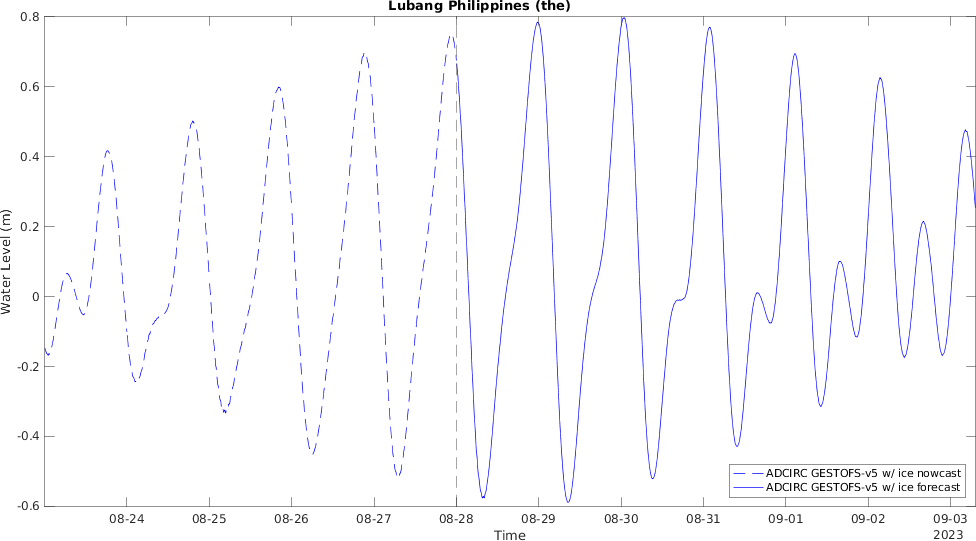 Lubang Philippines (the)
Water Level (m)
0.8
0.6
0.4
0.2
0
-0.2
-0.4
-0.6
08-24 08-25 08-26 08-27 08-28 08-29 08-30 08-31 09-01 09-02 09-03
2023
Time
ADCIRC GESTOFS-v5 w/ ice nowcast
ADCIRC GESTOFS-v5 w/ ice forecast